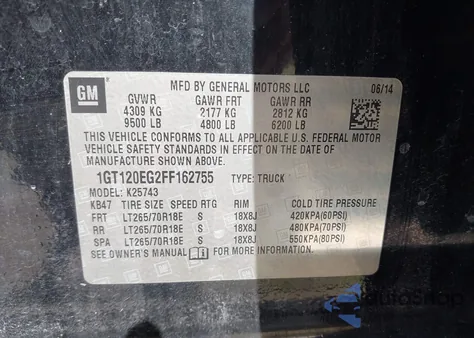 GM
MFD BY GENERAL MOTORS LLC 06/14
GVWR GAWR FRT GAWR RR
4309 KG 2177 KG 2812 KG
9500 LB 4800 LB 6200 LB
THIS VEHICLE CONFORMS TO ALL APPLICABLE U.S. FEDERAL MOTOR
VEHICLE SAFETY STANDARDS IN EFFECT ON THE DATE OF
MANUFACTURE SHOWN ABOVE.
1GT120EG2FF162755 TYPE: TRUCK
MODEL: K25743
KB47 TIRE SIZE SPEED RTG RIM COLD TIRE PRESSURE
FRT LT265/70R18E S 18X8J 420KPA(60PSI)
RR LT265/70R18E S 18X8J 480KPA(70PSI)
SPA LT265/70R18E S 18X8J 550KPA(80PSI)
SEE OWNER'S MANUAL FOR MORE INFORMATION.
AutoShop